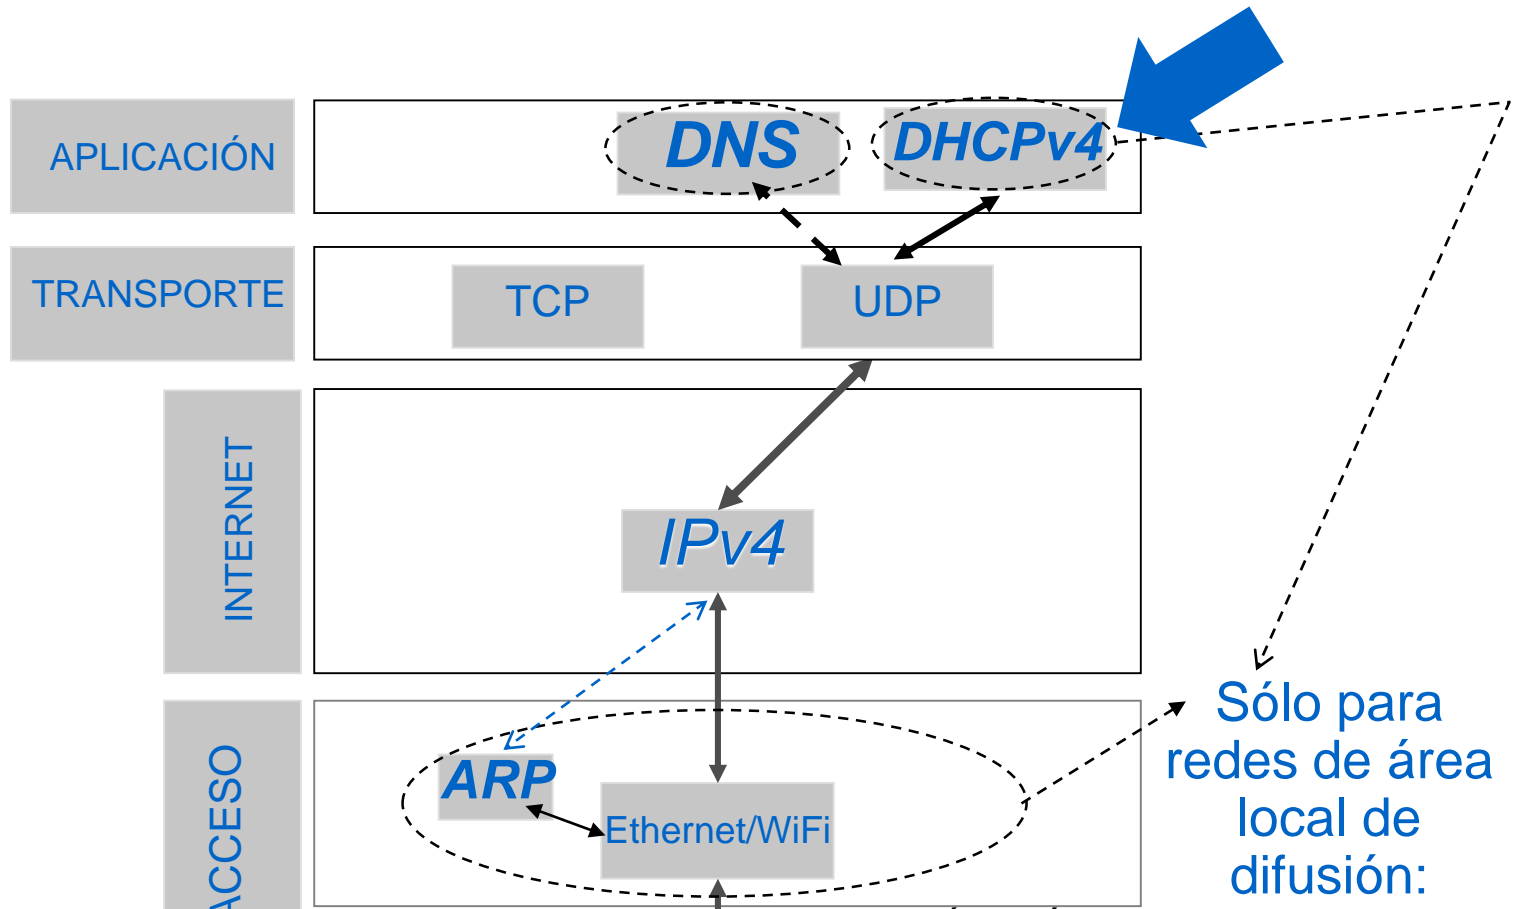 APLICACIÓN
DNS
DHCPv4
TRANSPORTE
TCP
UDP
INTERNET
IPv4
ACCESO
ARP
Ethernet/WiFi
Sólo para
redes de área
local de
difusión: